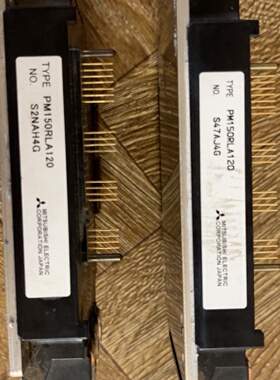 TYPE PM150RLA120
NO. S2NAH4G
MITSUBISHI ELECTRIC
CORPORATION JAPAN
TYPE PM150RLA120
NO. S47AJ4G
MITSUBISHI ELECTRIC
CORPORATION JAPAN